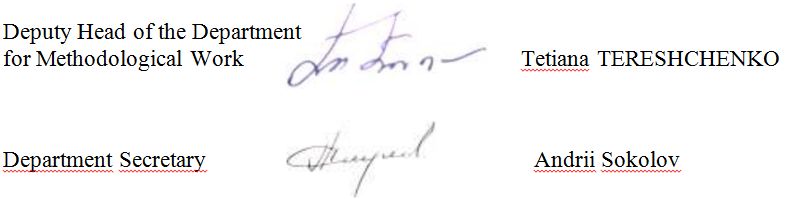 Deputy Head of the Department
for Methodological Work Tetiana TERESHCHENKO
Department Secretary Andrii Sokolov